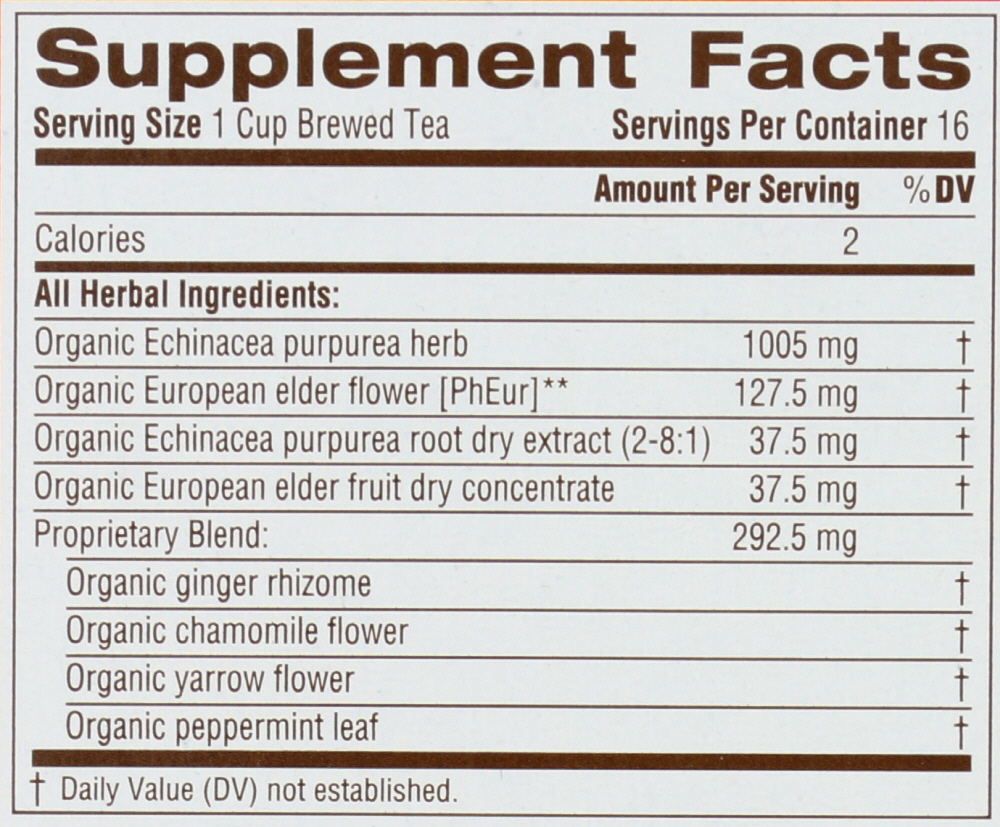 Supplement Facts
Serving Size 1 Cup Brewed Tea Servings Per Container 16
Amount Per Serving % DV
Calories 2
All Herbal Ingredients:
Organic Echinacea purpurea herb 1005 mg †
Organic European elder flower [PhEur]** 127.5 mg †
Organic Echinacea purpurea root dry extract (2-8:1) 37.5 mg †
Organic European elder fruit dry concentrate 37.5 mg †
Proprietary Blend: 292.5 mg
Organic ginger rhizome †
Organic chamomile flower †
Organic yarrow flower †
Organic peppermint leaf †
† Daily Value (DV) not established.